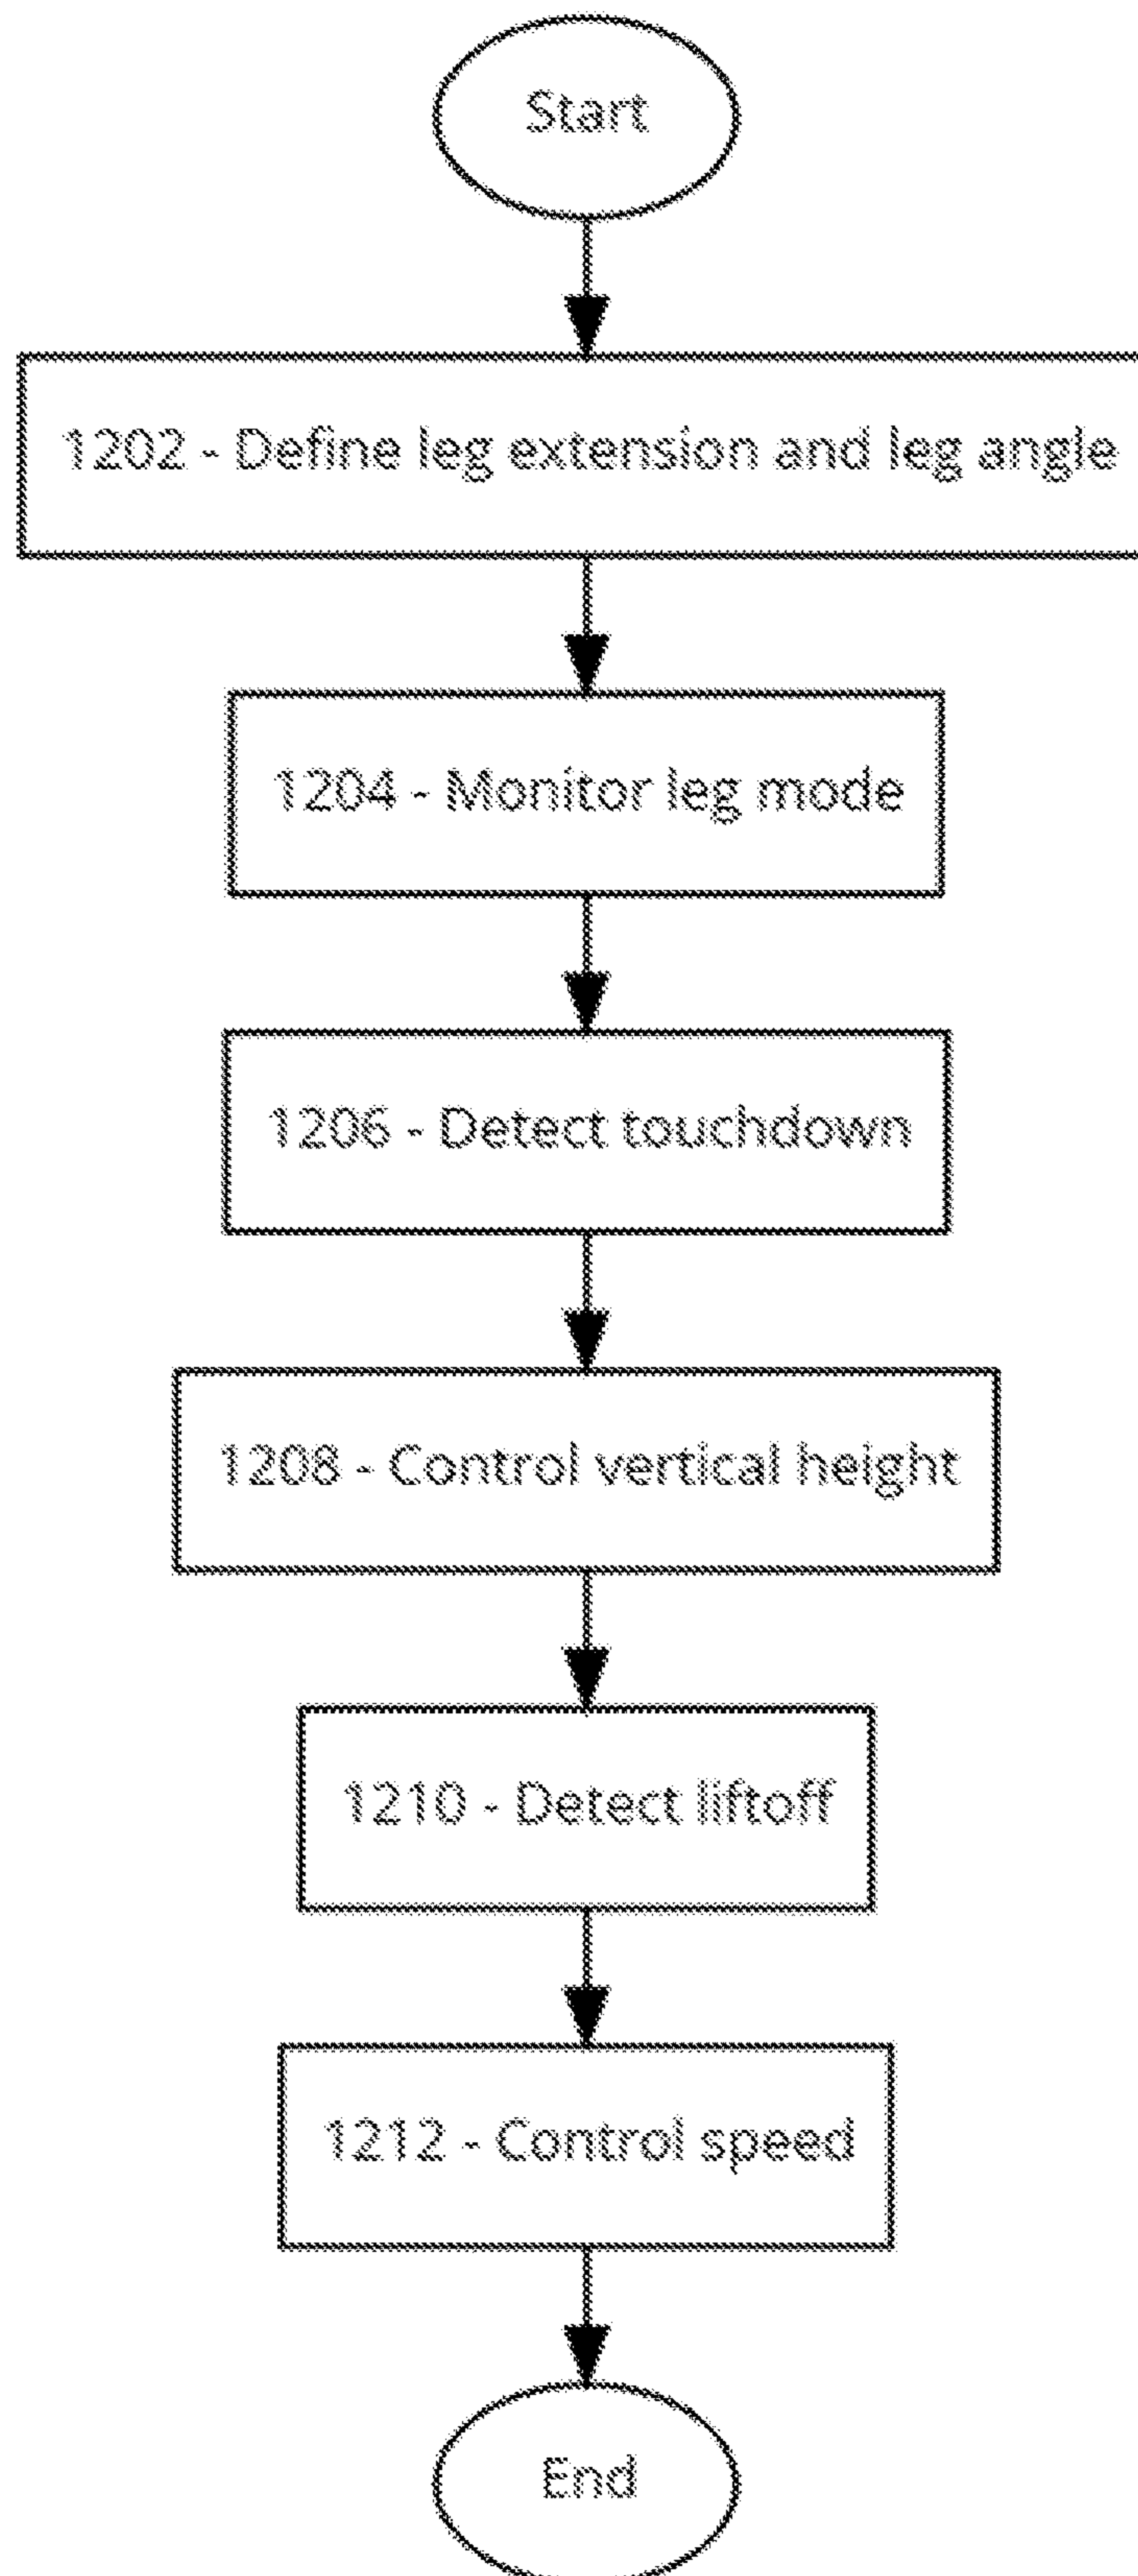 Start
1202 - Define leg extension and leg angle
1204 - Monitor leg mode
1206 - Detect touchdown
1208 - Control vertical height
1210 - Detect liftoff
1212 - Control speed
End